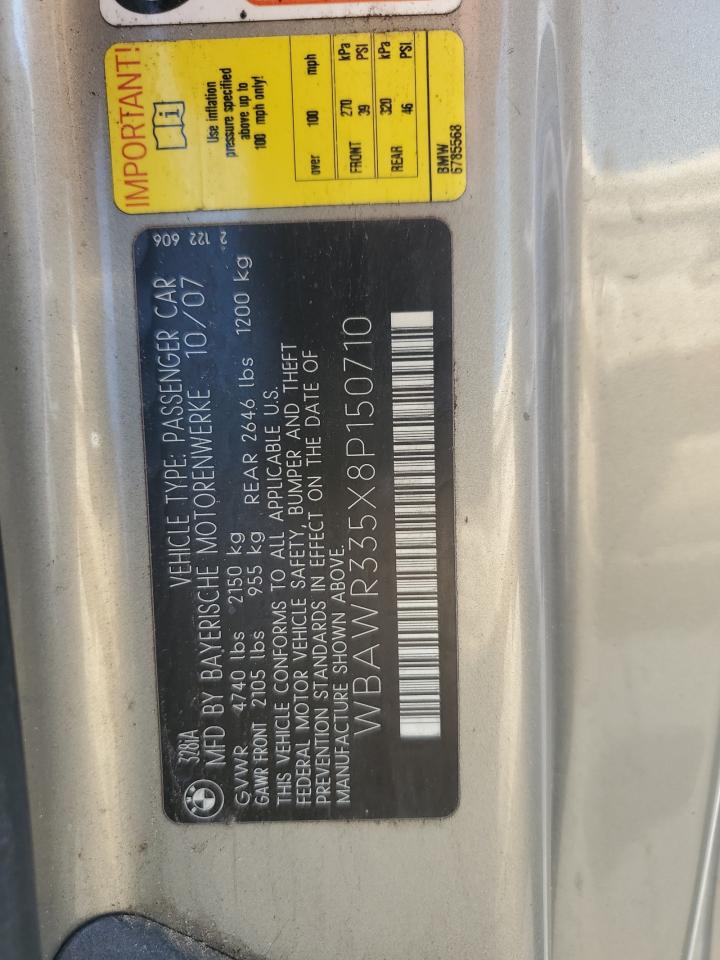 328iA VEHICLE TYPE: PASSENGER CAR
MFD BY BAYERISCHE MOTORENWERKE 10/07
GVWR 4740 lbs 2150 kg
GAWR FRONT 2105 lbs 955 kg REAR 2646 lbs 1200 kg
THIS VEHICLE CONFORMS TO ALL APPLICABLE U.S.
FEDERAL MOTOR VEHICLE SAFETY, BUMPER AND THEFT
PREVENTION STANDARDS IN EFFECT ON THE DATE OF
MANUFACTURE SHOWN ABOVE.
WBAWR335X8P150710
2 122 606
IMPORTANT!
Use inflation
pressure specified
above up to
100 mph only!
over 100 mph
FRONT 270 kPa
39 PSI
REAR 320 kPa
46 PSI
BMW
6785568